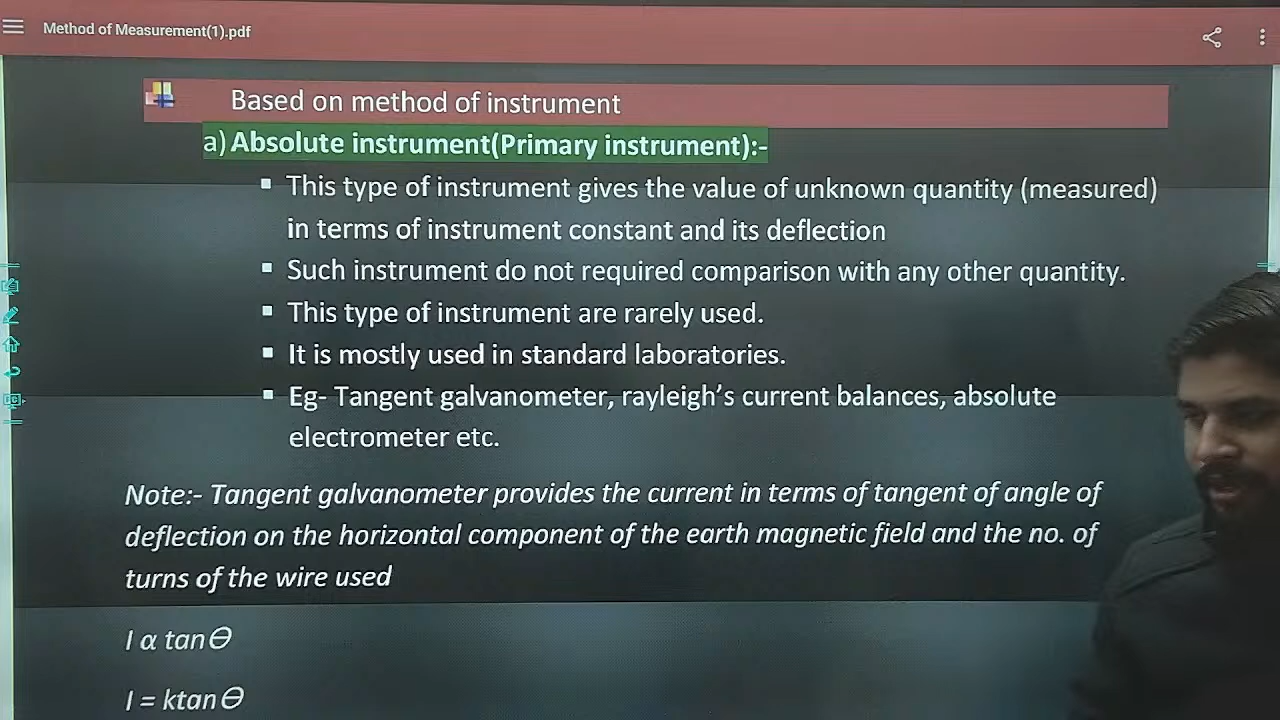 Method of Measurement(1).pdf
Based on method of instrument
a) Absolute instrument(Primary instrument):-
▪ This type of instrument gives the value of unknown quantity (measured)
in terms of instrument constant and its deflection
▪ Such instrument do not required comparison with any other quantity.
▪ This type of instrument are rarely used.
▪ It is mostly used in standard laboratories.
▪ Eg- Tangent galvanometer, rayleigh's current balances, absolute
electrometer etc.
Note:- Tangent galvanometer provides the current in terms of tangent of angle of
deflection on the horizontal component of the earth magnetic field and the no. of
turns of the wire used
I α tanΘ
I = ktanΘ